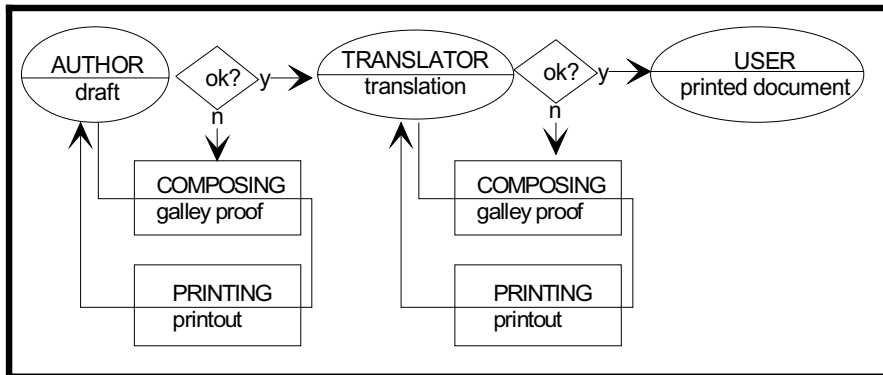 AUTHOR
draft
ok?
y
n
COMPOSING
galley proof
PRINTING
printout
TRANSLATOR
translation
ok?
y
n
COMPOSING
galley proof
PRINTING
printout
USER
printed document